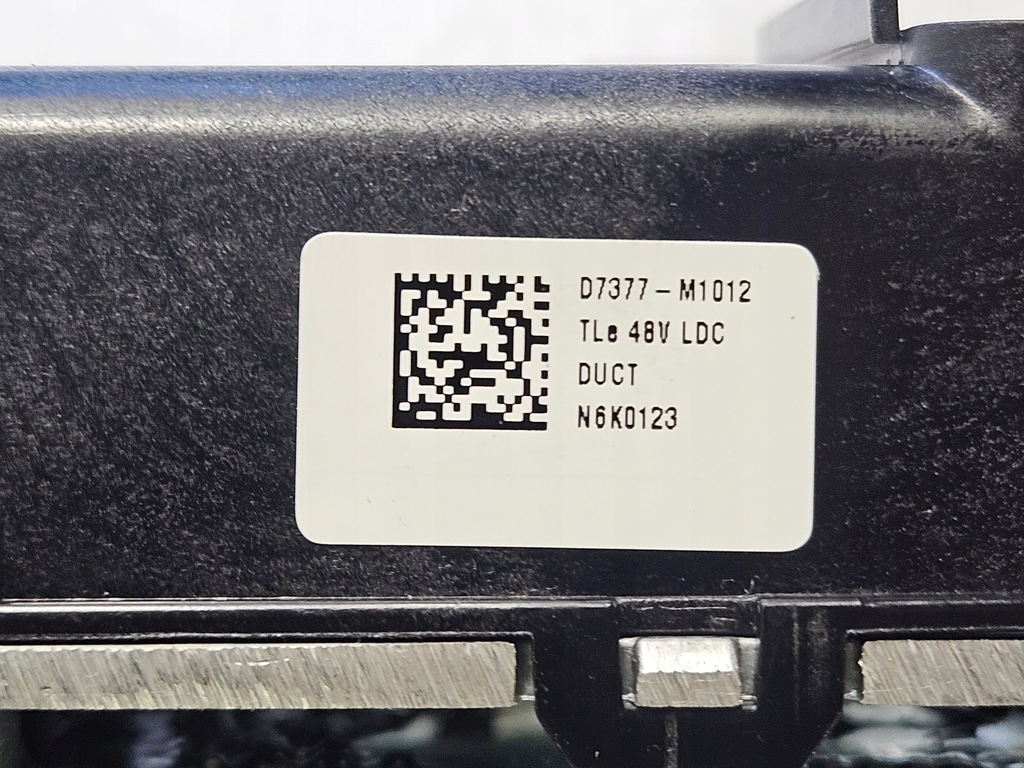 D7377-M1012
TLe 48V LDC
DUCT
N6K0123